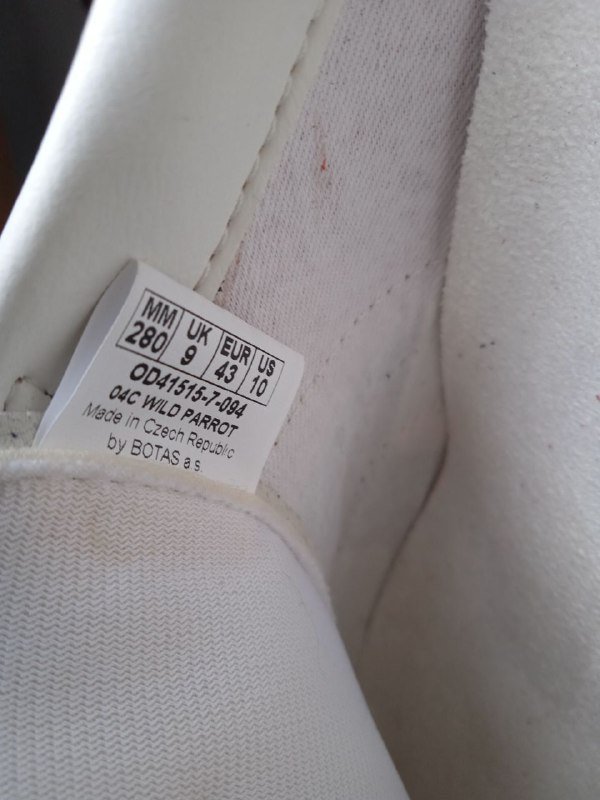 MM UK EUR US
280 9 43 10
OD41515-7-094
04C WILD PARROT
Made in Czech Republic
by BOTAS a.s.